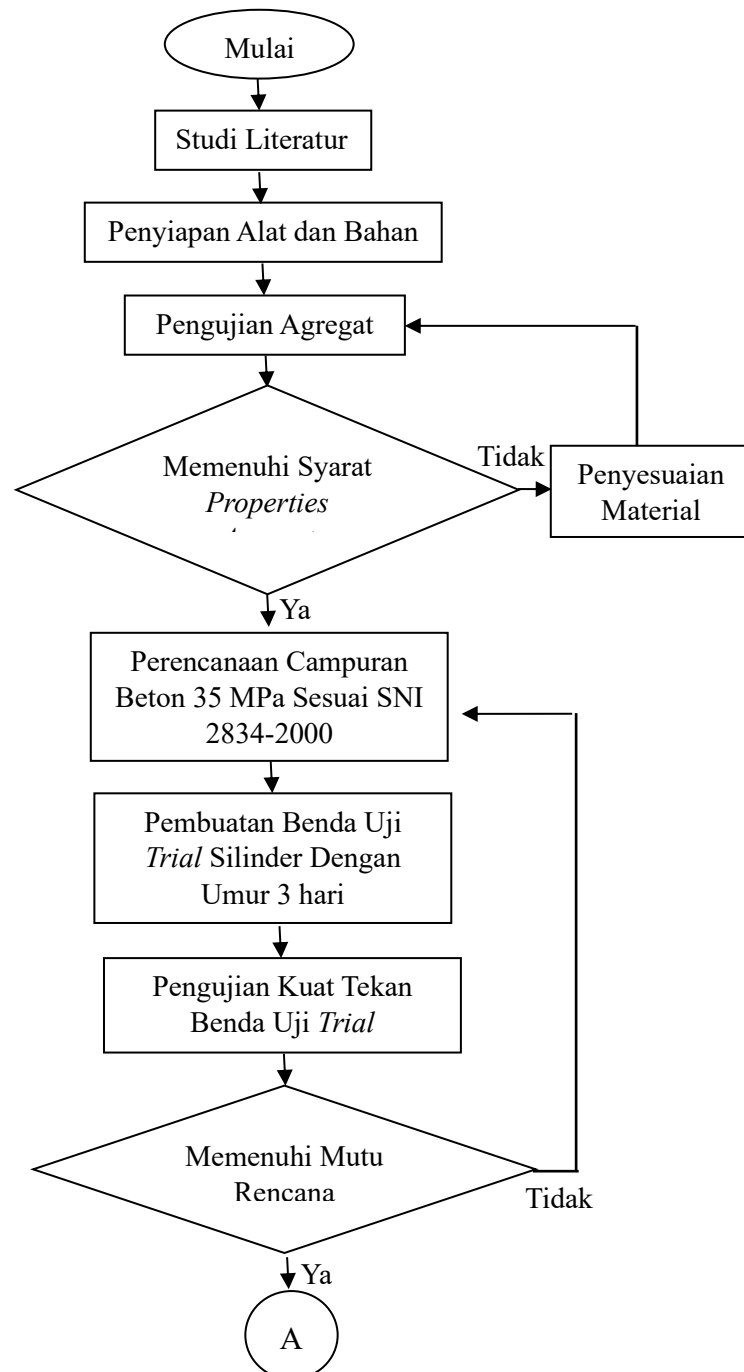 Mulai
Studi Literatur
Penyiapan Alat dan Bahan
Pengujian Agregat
Memenuhi Syarat
Properties
Tidak
Penyesuaian
Material
Ya
Perencanaan Campuran
Beton 35 MPa Sesuai SNI
2834-2000
Pembuatan Benda Uji
Trial Silinder Dengan
Umur 3 hari
Pengujian Kuat Tekan
Benda Uji Trial
Memenuhi Mutu
Rencana
Tidak
Ya
A